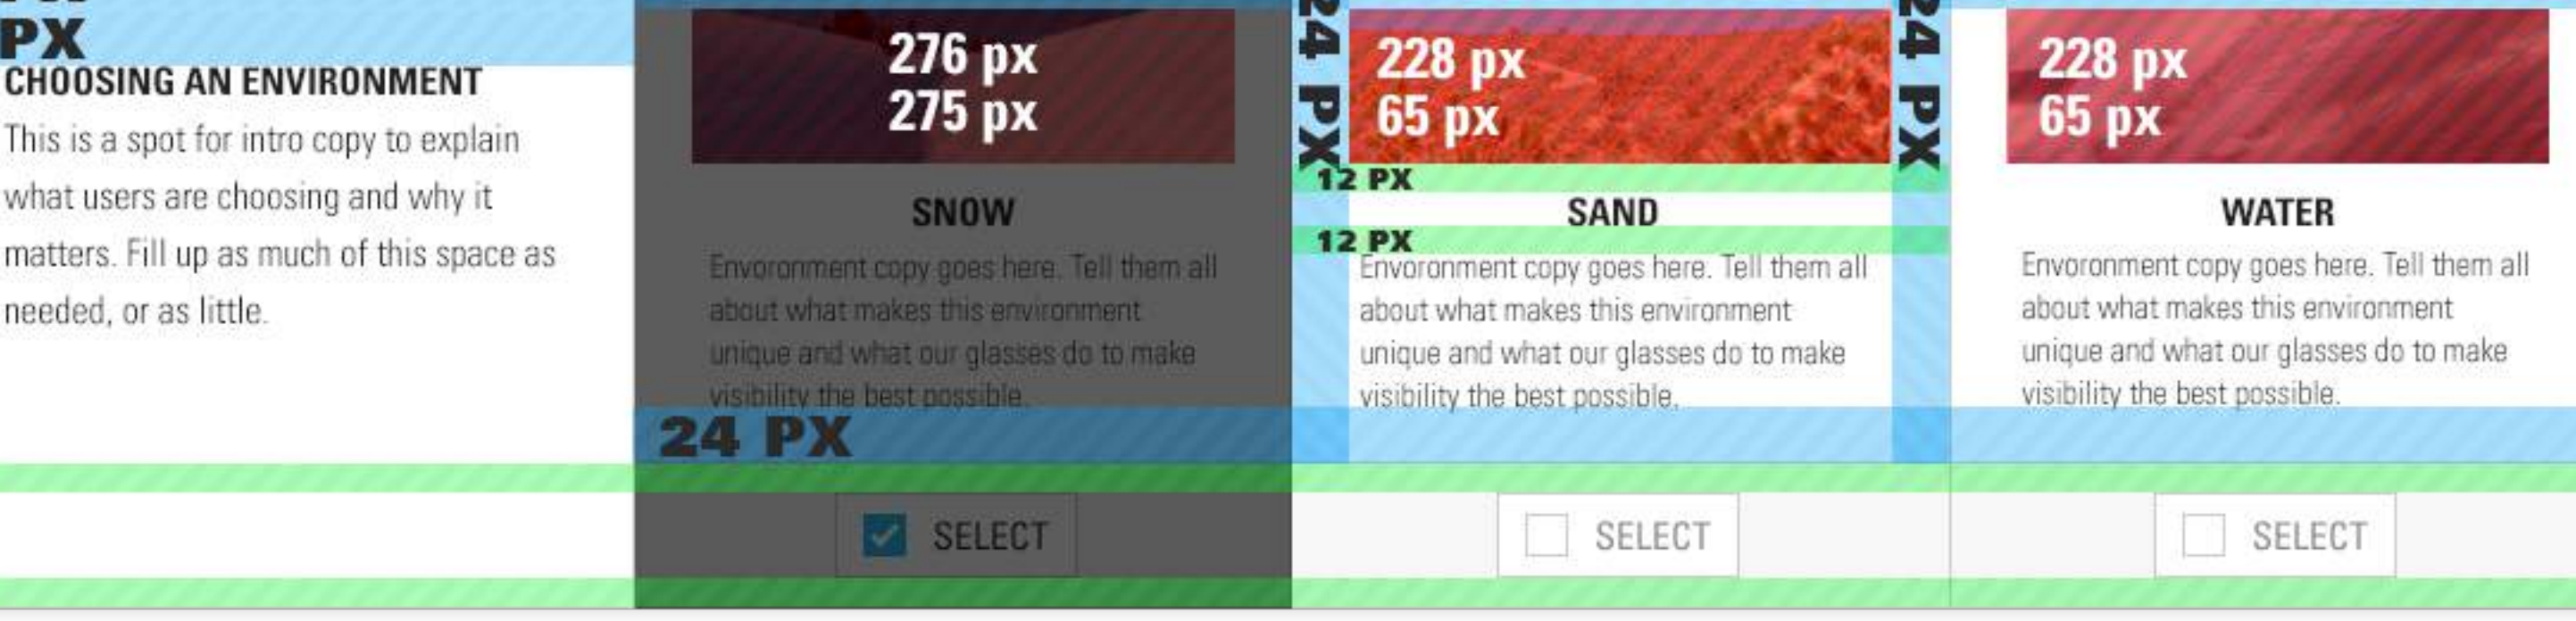 PX
CHOOSING AN ENVIRONMENT
This is a spot for intro copy to explain
what users are choosing and why it
matters. Fill up as much of this space as
needed, or as little.
276 px
275 px
SNOW
Envoronment copy goes here. Tell them all
about what makes this environment
unique and what our glasses do to make
visibility the best possible.
24 PX
SELECT
24 PX
228 px
65 px
12 PX
SAND
12 PX
Envoronment copy goes here. Tell them all
about what makes this environment
unique and what our glasses do to make
visibility the best possible.
SELECT
24 PX
228 px
65 px
WATER
Envoronment copy goes here. Tell them all
about what makes this environment
unique and what our glasses do to make
visibility the best possible.
SELECT